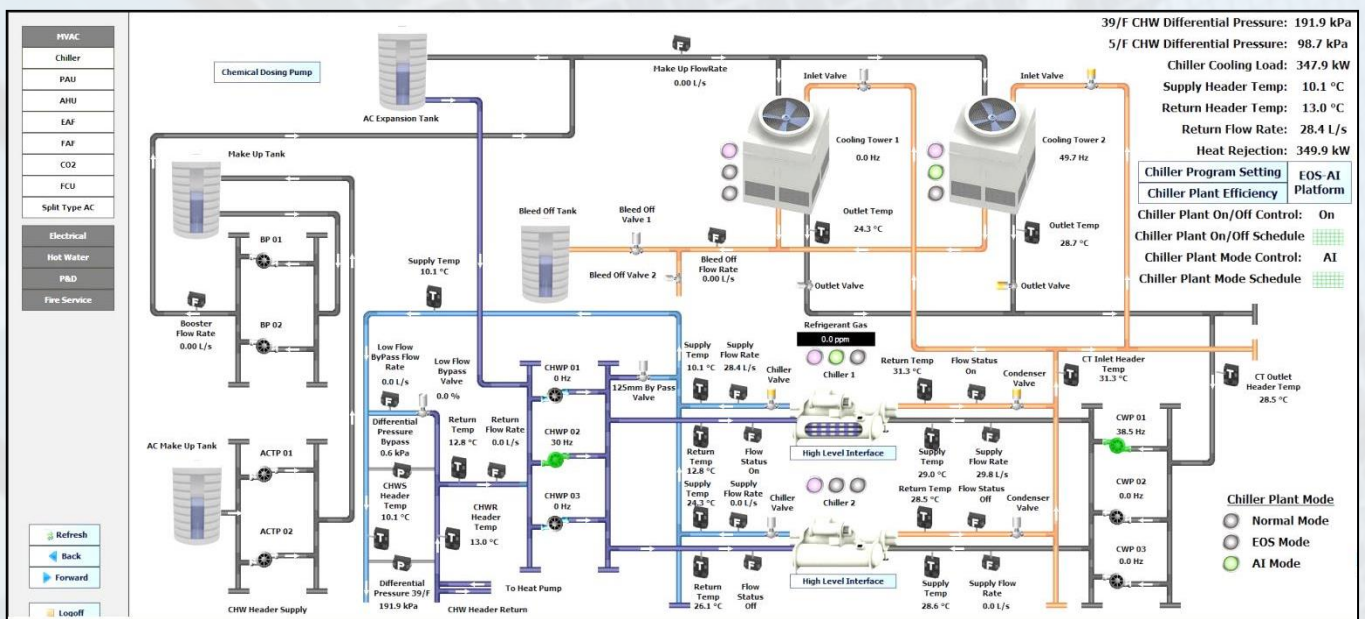 MVAC
Chiller
PAU
AHU
EAF
FAF
CO2
FCU
Split Type AC
Electrical
Hot Water
P&D
Fire Service
Refresh
Back
Forward
Logoff
Chemical Dosing Pump
AC Expansion Tank
Make Up FlowRate
0.00 L/s
Inlet Valve
Inlet Valve
Cooling Tower 1
0.0 Hz
Cooling Tower 2
49.7 Hz
39/F CHW Differential Pressure: 191.9 kPa
5/F CHW Differential Pressure: 98.7 kPa
Chiller Cooling Load: 347.9 kW
Supply Header Temp: 10.1 °C
Return Header Temp: 13.0 °C
Return Flow Rate: 28.4 L/s
Heat Rejection: 349.9 kW
Chiller Program Setting
Chiller Plant Efficiency
EOS-AI
Platform
Chiller Plant On/Off Control: On
Chiller Plant On/Off Schedule
Chiller Plant Mode Control: AI
Chiller Plant Mode Schedule
Make Up Tank
BP 01
BP 02
Booster
Flow Rate
0.00 L/s
Supply Temp
10.1 °C
Bleed Off Tank
Bleed Off
Valve 1
Bleed Off Valve 2
Bleed Off
Flow Rate
0.00 L/s
Outlet Temp
24.3 °C
Outlet Temp
28.7 °C
Outlet Valve
Outlet Valve
Low Flow
ByPass Flow
Rate
0.0 L/s
Low Flow
Bypass
Valve
0.0 %
CHWP 01
0 Hz
125mm By Pass
Valve
Supply
Temp
10.1 °C
Supply
Flow Rate
28.4 L/s
Chiller
Valve
Refrigerant Gas
0.0 ppm
Chiller 1
Return Temp
31.3 °C
Flow Status
On
Condenser
Valve
CT Inlet Header
Temp
31.3 °C
CT Outlet
Header Temp
28.5 °C
Differential
Pressure
Bypass
0.6 kPa
Return
Temp
12.8 °C
Return
Flow Rate
0.0 L/s
CHWP 02
30 Hz
Return
Temp
12.8 °C
Flow
Status
On
High Level Interface
Supply
Temp
29.0 °C
Supply
Flow Rate
29.8 L/s
CWP 01
38.5 Hz
AC Make Up Tank
ACTP 01
ACTP 02
CHW Header Supply
CHWS
Header
Temp
10.1 °C
CHWR
Header
Temp
13.0 °C
CHWP 03
0 Hz
Supply
Temp
24.3 °C
Supply
Flow Rate
0.0 L/s
Chiller
Valve
Chiller 2
Return Temp
28.5 °C
Flow Status
Off
Condenser
Valve
CWP 02
0.0 Hz
CWP 03
0.0 Hz
Differential
Pressure 39/F
191.9 kPa
To Heat Pump
CHW Header Return
Return
Temp
26.1 °C
Flow
Status
Off
High Level Interface
Supply
Temp
28.6 °C
Supply Flow
Rate
0.0 L/s
Chiller Plant Mode
Normal Mode
EOS Mode
AI Mode
F
F
F
T
T
T
T
F
T
F
T
F
T
F
P
T
F
T
F
T
F
T
T
T
F
T
F
P
T
F
T
F